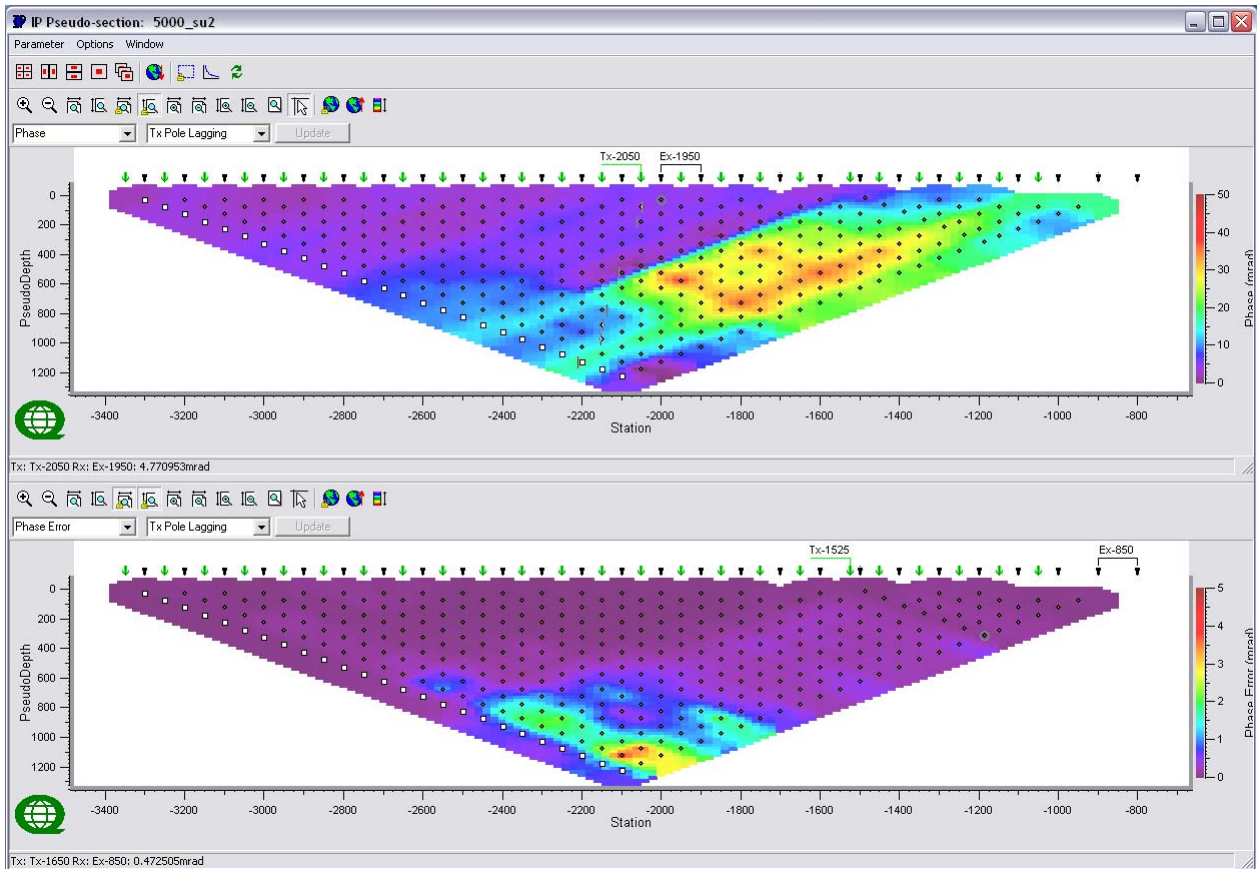 IP Pseudo-section: 5000_su2
Parameter Options Window
Phase Tx Pole Lagging Update
Tx-2050 Ex-1950
0
200
400
600
800
1000
1200
PseudoDepth
50
40
30
20
10
0
Phase (mrad)
-3400 -3200 -3000 -2800 -2600 -2400 -2200 -2000 -1800 -1600 -1400 -1200 -1000 -800
Station
Tx: Tx-2050 Rx: Ex-1950: 4.770953mrad
Phase Error Tx Pole Lagging Update
Tx-1525 Ex-850
0
200
400
600
800
1000
1200
PseudoDepth
5
4
3
2
1
0
Phase Error (mrad)
-3400 -3200 -3000 -2800 -2600 -2400 -2200 -2000 -1800 -1600 -1400 -1200 -1000 -800
Station
Tx: Tx-1650 Rx: Ex-850: 0.472505mrad